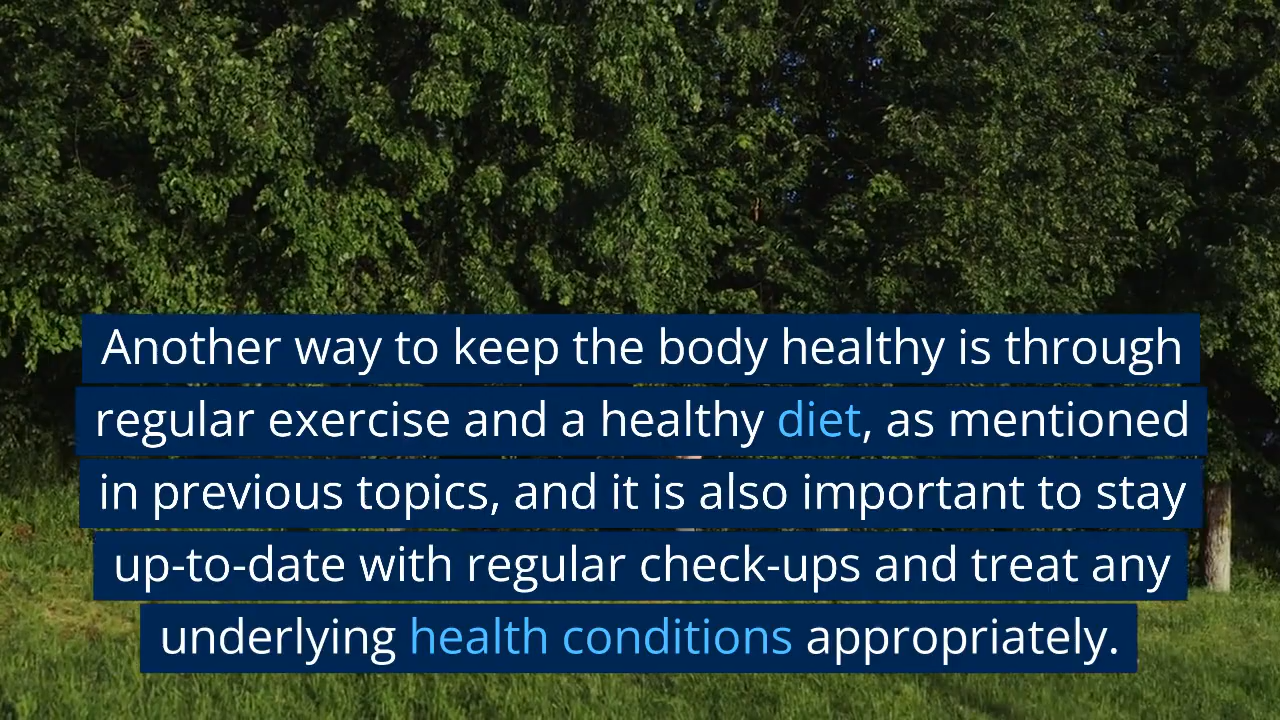 Another way to keep the body healthy is through
regular exercise and a healthy diet, as mentioned
in previous topics, and it is also important to stay
up-to-date with regular check-ups and treat any
underlying health conditions appropriately.